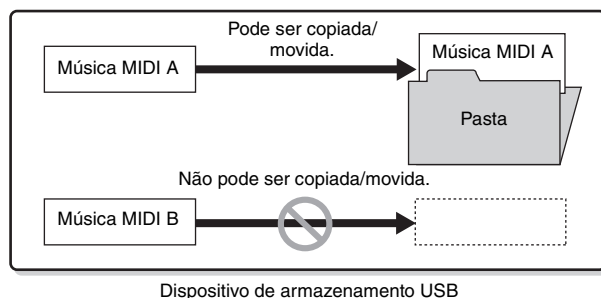 Pode ser copiada/
movida.
Música MIDI A
Música MIDI A
Pasta
Não pode ser copiada/movida.
Música MIDI B
Dispositivo de armazenamento USB